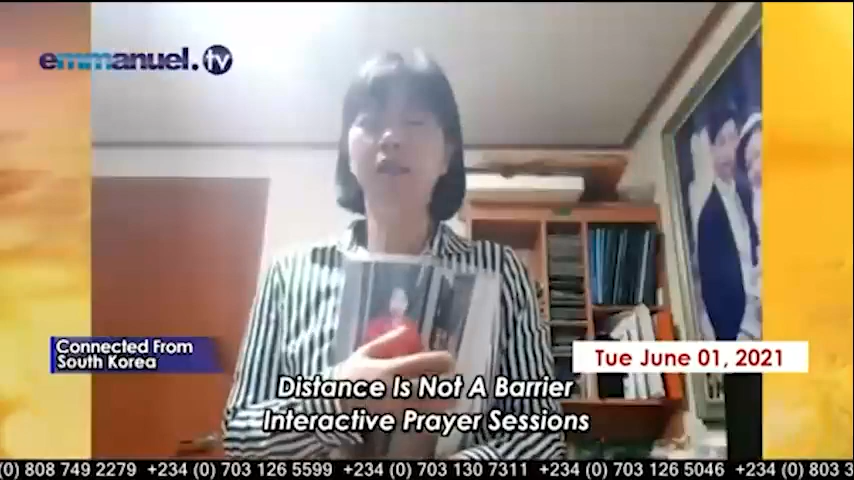 emmanuel.tv
Connected From
South Korea
Tue June 01, 2021
Distance Is Not A Barrier
Interactive Prayer Sessions
(0) 808 749 2279 +234 (0) 703 126 5599 +234 (0) 703 130 7311 +234 (0) 703 126 5046 +234 (0) 803 3